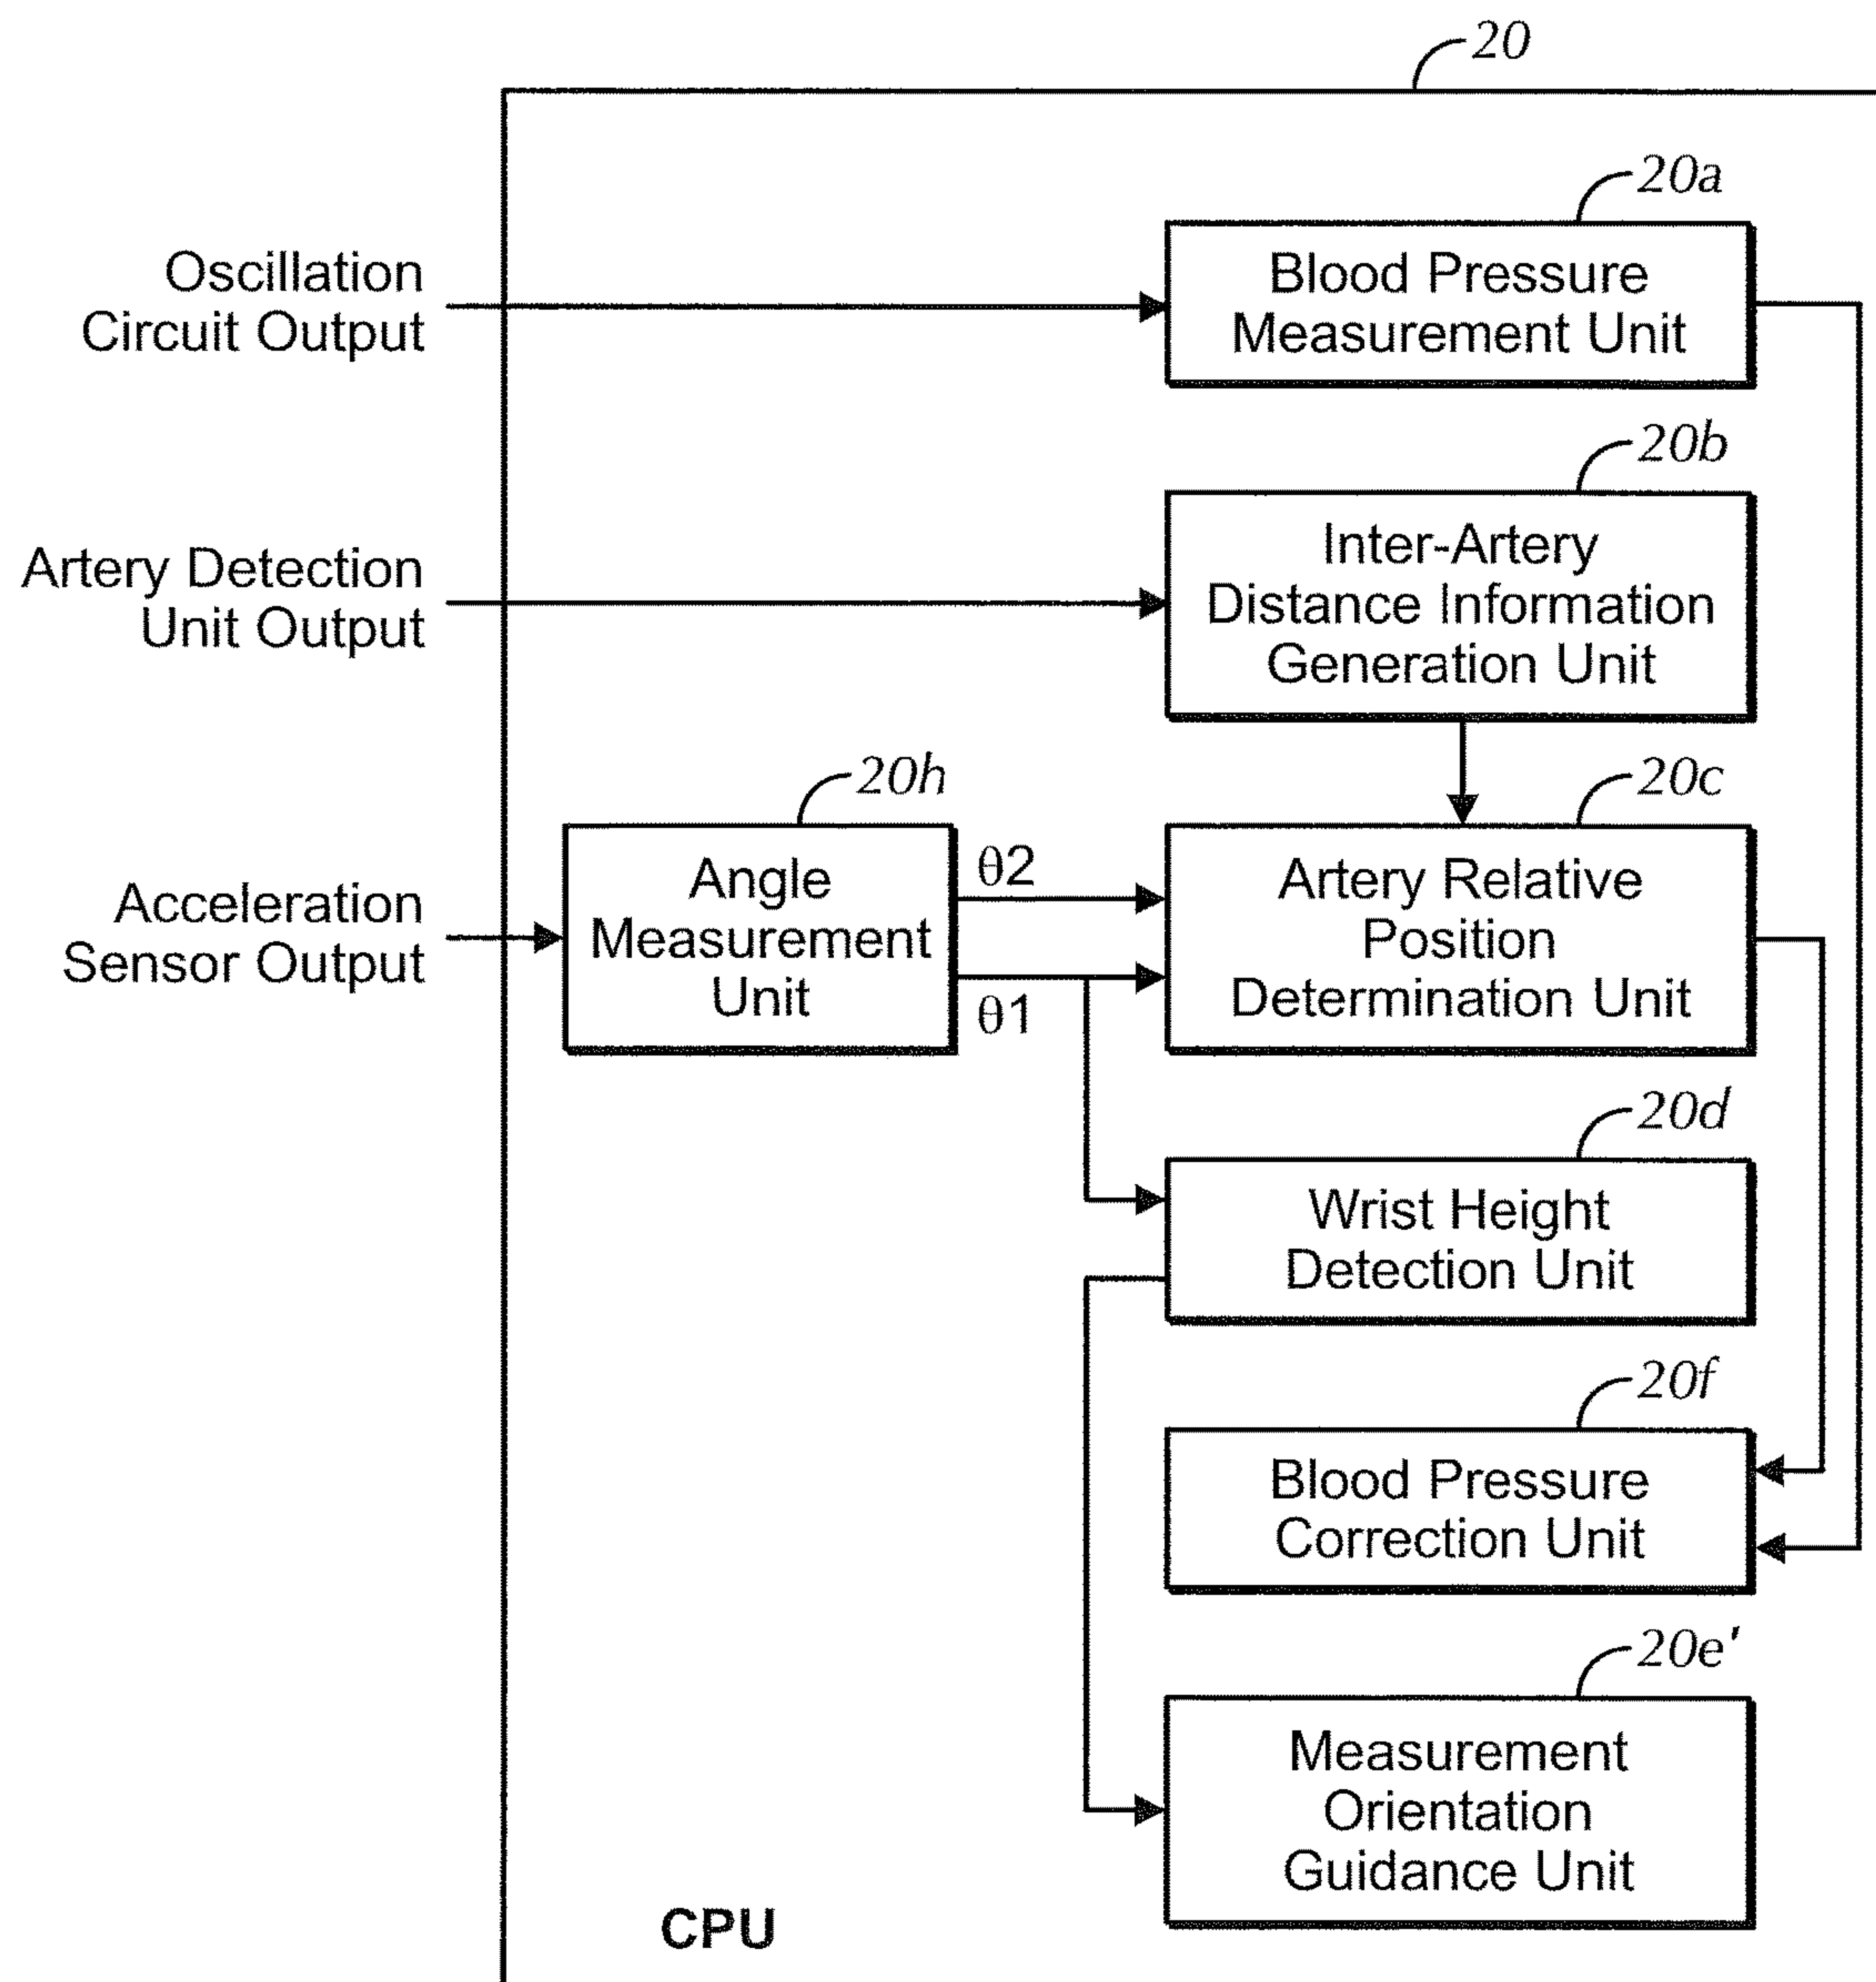 20
20a
Oscillation
Circuit Output
Blood Pressure
Measurement Unit
20b
Artery Detection
Unit Output
Inter-Artery
Distance Information
Generation Unit
20h
20c
Acceleration
Sensor Output
Angle
Measurement
Unit
θ2
θ1
Artery Relative
Position
Determination Unit
20d
Wrist Height
Detection Unit
20f
Blood Pressure
Correction Unit
20e'
Measurement
Orientation
Guidance Unit
CPU